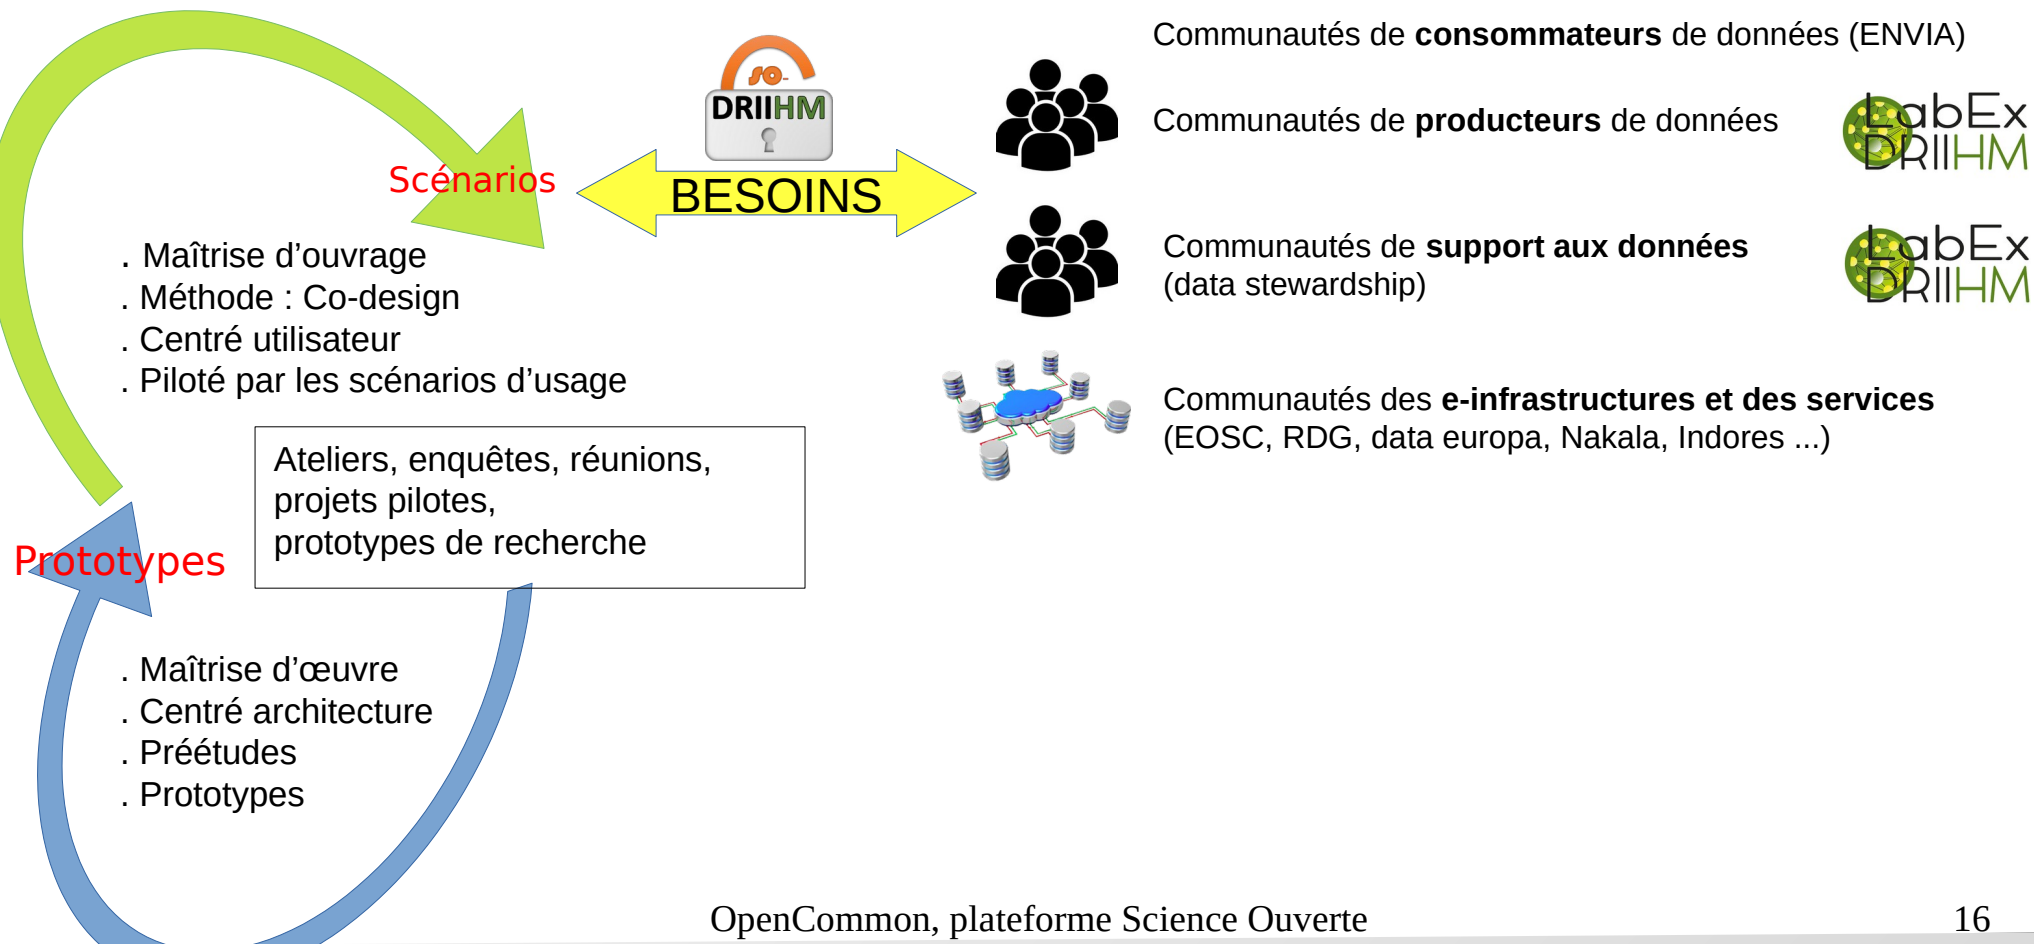 Communautés de consommateurs de données (ENVIA)
SO-
DRIIHM
Communautés de producteurs de données
LabEx
DRIIHM
Scénarios
BESOINS
Communautés de support aux données
(data stewardship)
LabEx
DRIIHM
. Maîtrise d’ouvrage
. Méthode : Co-design
. Centré utilisateur
. Piloté par les scénarios d’usage
Communautés des e-infrastructures et des services
(EOSC, RDG, data europa, Nakala, Indores ...)
Ateliers, enquêtes, réunions,
projets pilotes,
prototypes de recherche
Prototypes
. Maîtrise d’œuvre
. Centré architecture
. Préétudes
. Prototypes
OpenCommon, plateforme Science Ouverte
16